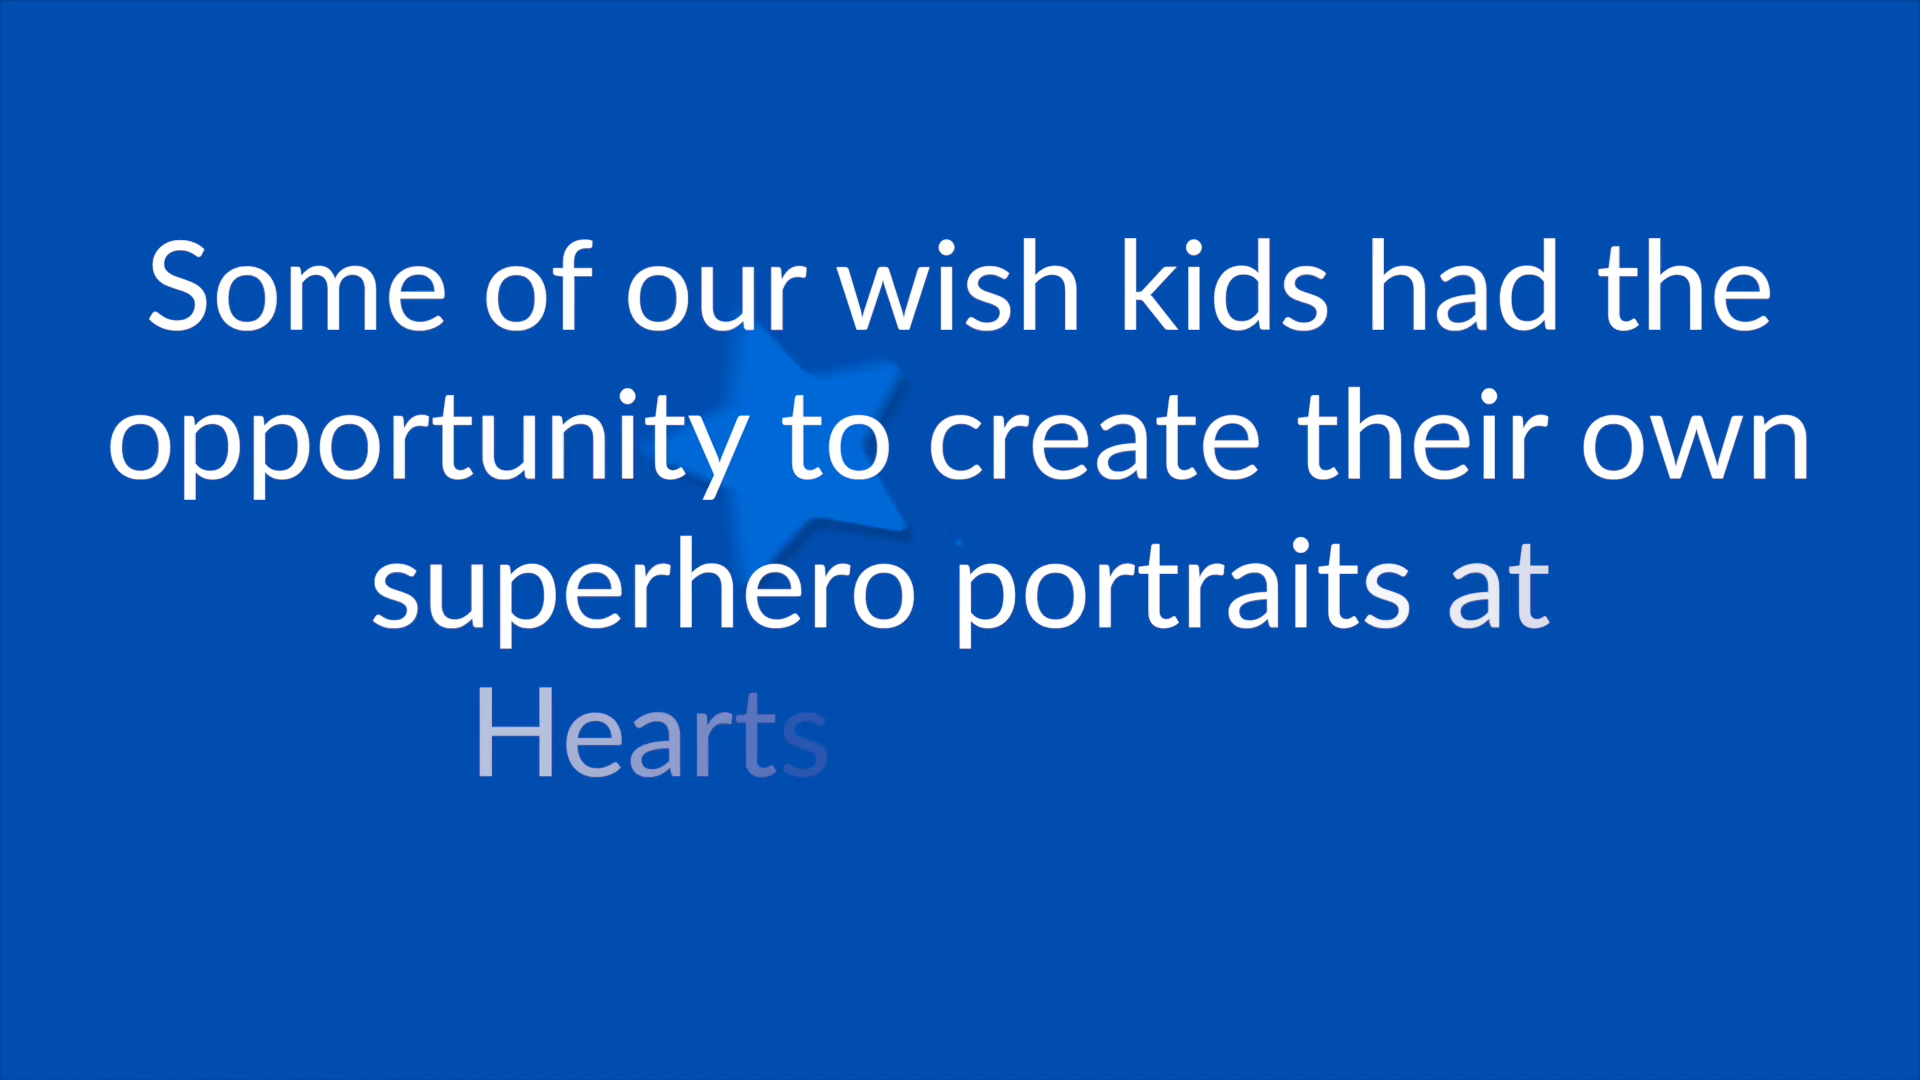 Some of our wish kids had the
opportunity to create their own
superhero portraits at
Hearts